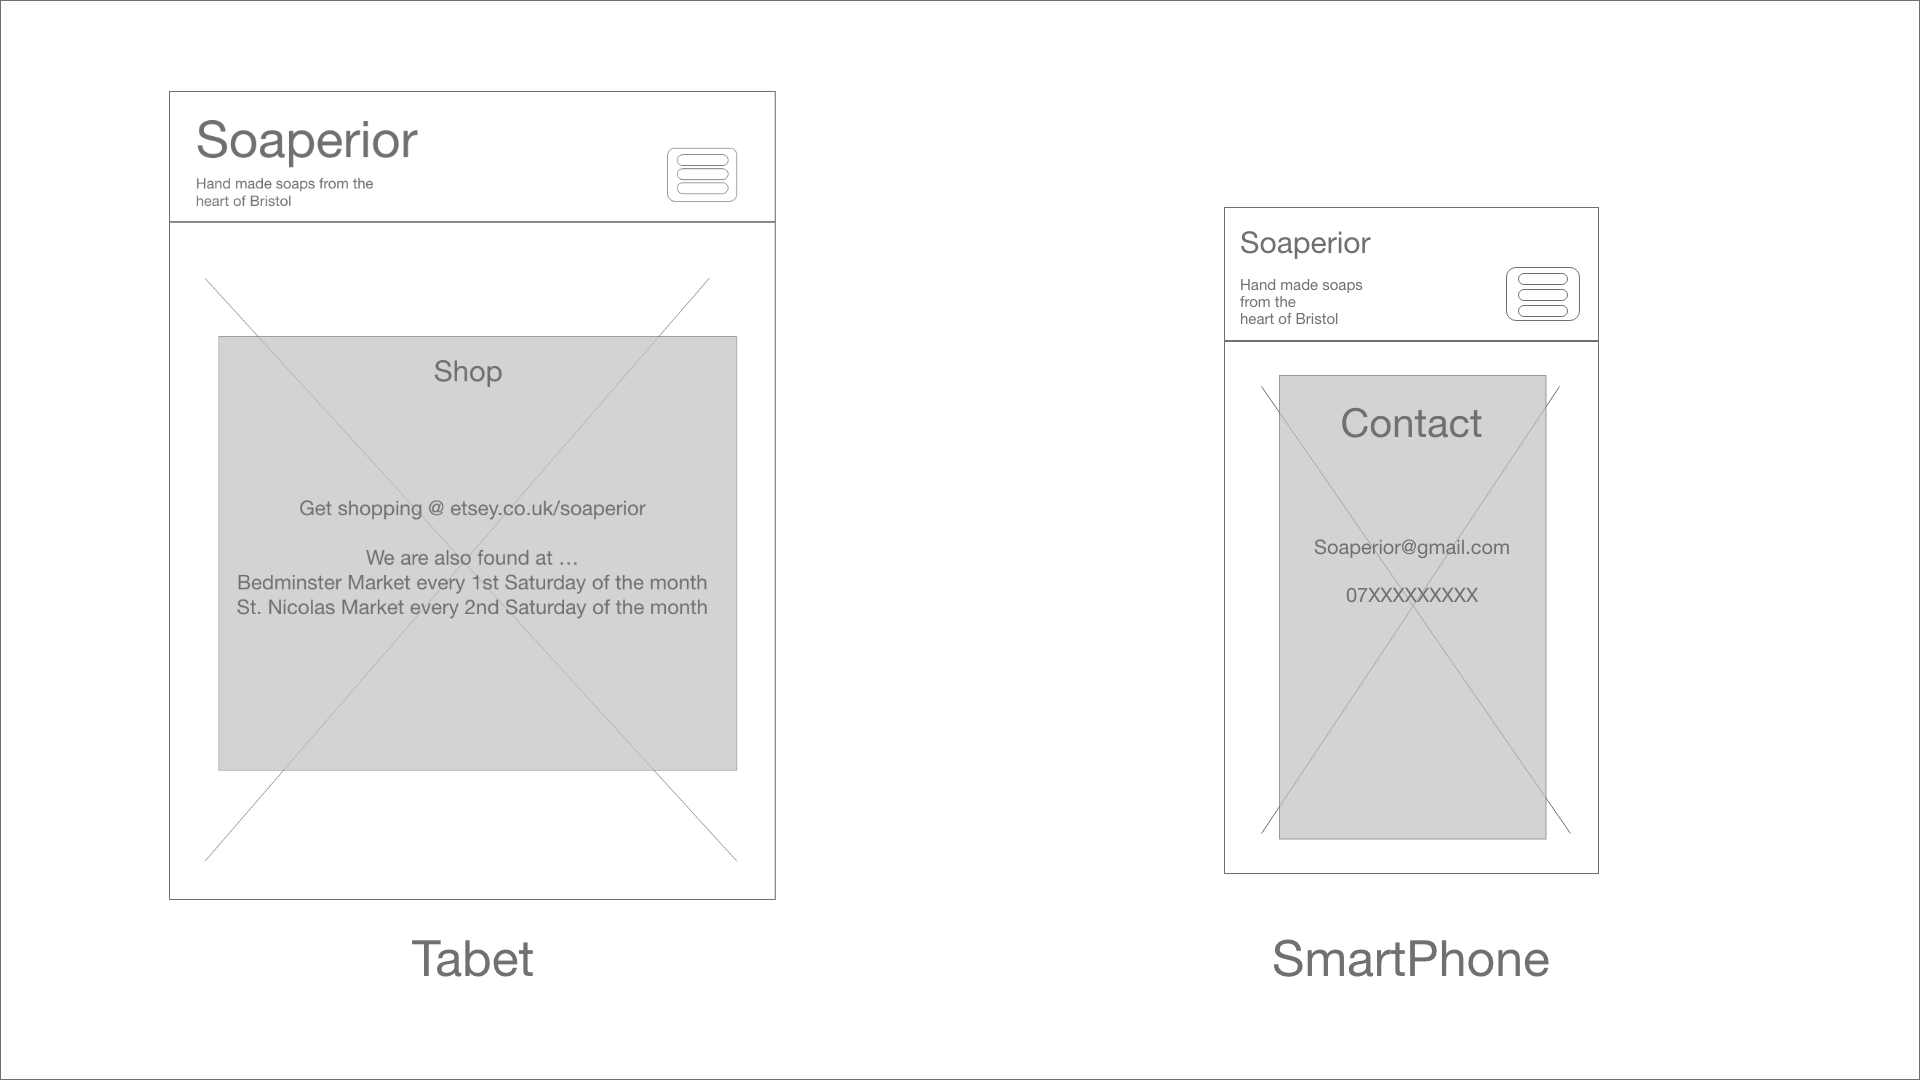 Soaperior
Hand made soaps from the
heart of Bristol
Shop
Get shopping @ etsey.co.uk/soaperior
We are also found at …
Bedminster Market every 1st Saturday of the month
St. Nicolas Market every 2nd Saturday of the month
Tabet
Soaperior
Hand made soaps
from the
heart of Bristol
Contact
Soaperior@gmail.com
07XXXXXXXXX
SmartPhone